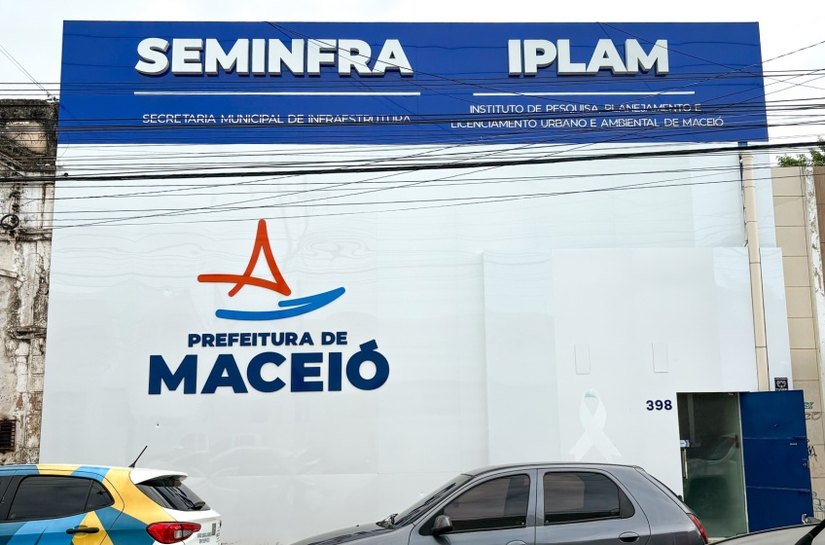 SEMINFRA
SECRETARIA MUNICIPAL DE INFRAESTRUTURA
IPLAM
INSTITUTO DE PESQUISA, PLANEJAMENTO E
LICENCIAMENTO URBANO E AMBIENTAL DE MACEIÓ
PREFEITURA DE
MACEIÓ
398